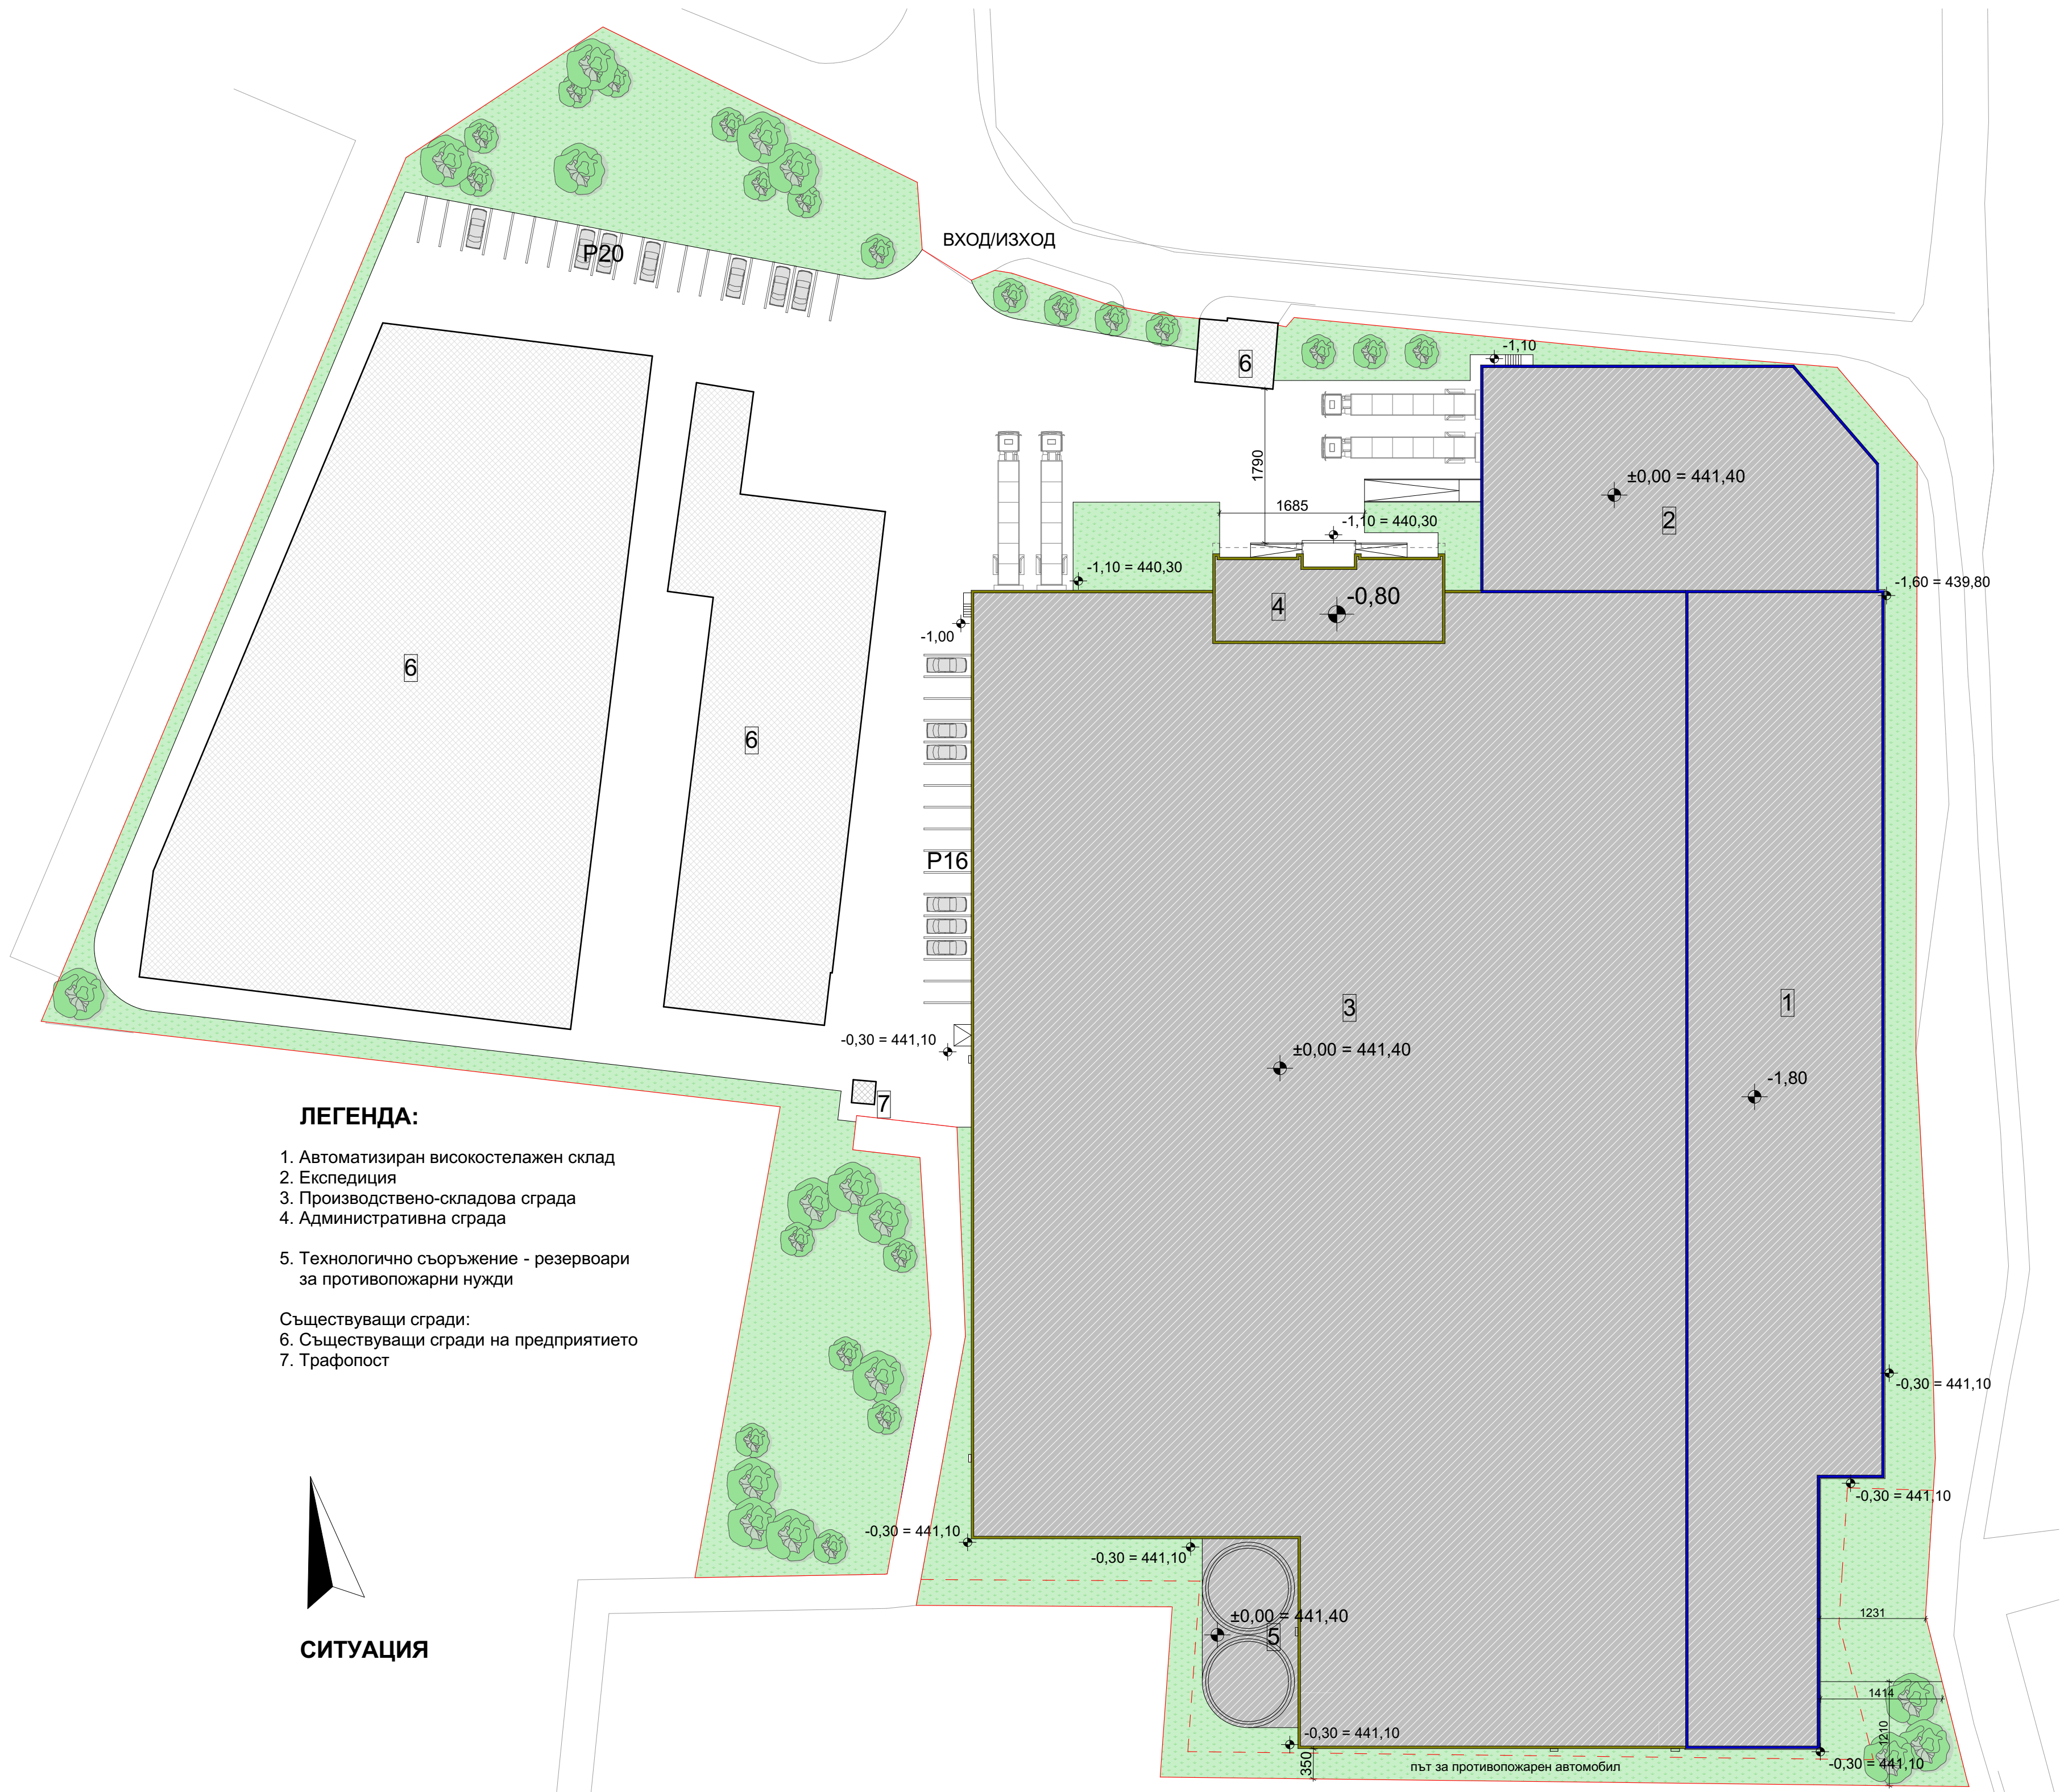 ВХОД/ИЗХОД
P20
6
-1,10
±0,00 = 441,40
2
1790
1685
-1,10 = 440,30
-1,10 = 440,30
-1,60 = 439,80
4
-0,80
-1,00
6
6
P16
3
1
±0,00 = 441,40
-1,80
-0,30 = 441,10
7
ЛЕГЕНДА:
1. Автоматизиран високостелажен склад
2. Експедиция
3. Производствено-складова сграда
4. Административна сграда
5. Технологично съоръжение - резервоари
за противопожарни нужди
Съществуващи сгради:
6. Съществуващи сгради на предприятието
7. Трафопост
-0,30 = 441,10
-0,30 = 441,10
-0,30 = 441,10
-0,30 = 441,10
±0,00 = 441,40
5
1231
СИТУАЦИЯ
1414
1210
-0,30 = 441,10
350
път за противопожарен автомобил
-0,30 = 441,10